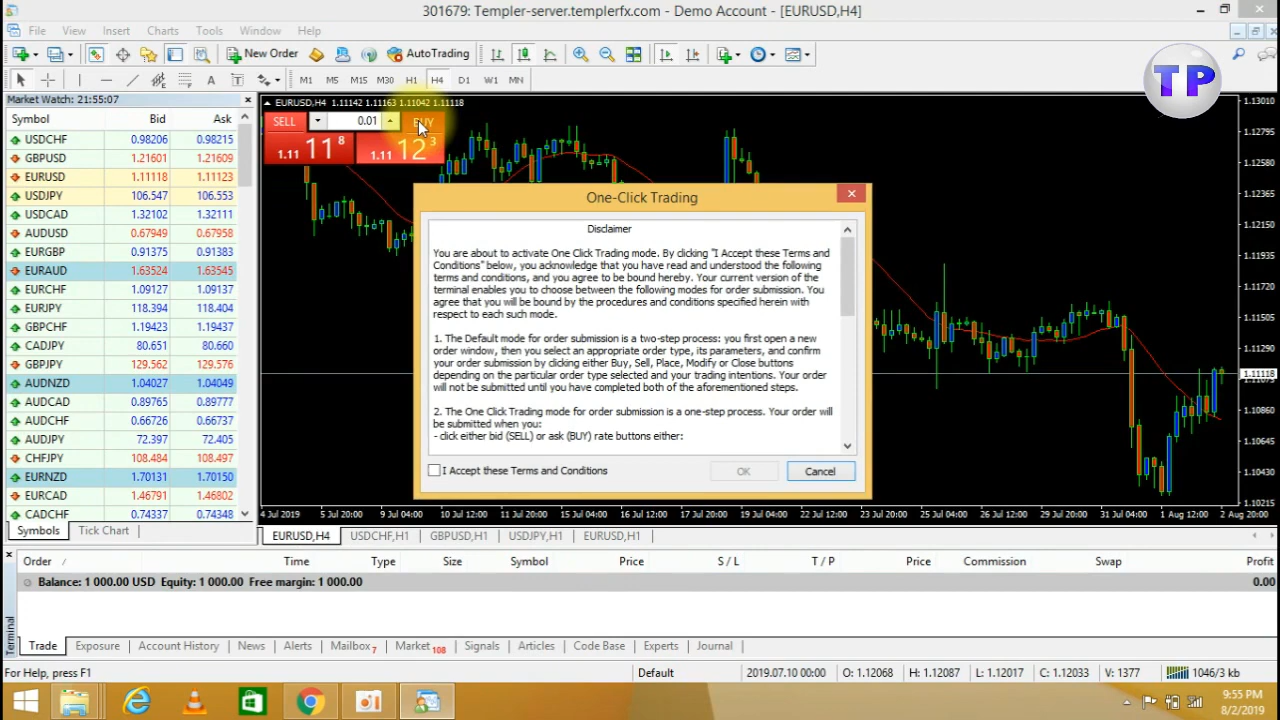 301679: Templer-server.templerfx.com - Demo Account - [EURUSD,H4]
File View Insert Charts Tools Window Help
New Order AutoTrading
A T M1 M5 M15 M30 H1 H4 D1 W1 MN
TP
Market Watch: 21:55:07
Symbol Bid Ask
USDCHF 0.98206 0.98215
GBPUSD 1.21601 1.21609
EURUSD 1.11118 1.11123
USDJPY 106.547 106.553
USDCAD 1.32102 1.32111
AUDUSD 0.67949 0.67958
EURGBP 0.91375 0.91383
EURAUD 1.63524 1.63545
EURCHF 1.09127 1.09137
EURJPY 118.394 118.404
GBPCHF 1.19423 1.19437
CADJPY 80.651 80.660
GBPJPY 129.562 129.576
AUDNZD 1.04027 1.04049
AUDCAD 0.89765 0.89777
AUDCHF 0.66726 0.66737
AUDJPY 72.397 72.405
CHFJPY 108.484 108.497
EURNZD 1.70131 1.70150
EURCAD 1.46791 1.46802
CADCHF 0.74337 0.74348
Symbols Tick Chart
EURUSD,H4 1.11142 1.11163 1.11042 1.11118
SELL 0.01 BUY
1.11 11 8 1.11 12 3
One-Click Trading
Disclaimer
You are about to activate One Click Trading mode. By clicking "I Accept these Terms and
Conditions" below, you acknowledge that you have read and understood the following
terms and conditions, and you agree to be bound hereby. Your current version of the
terminal enables you to choose between the following modes for order submission. You
agree that you will be bound by the procedures and conditions specified herein with
respect to each such mode.
1. The Default mode for order submission is a two-step process: you first open a new
order window, then you select an appropriate order type, its parameters, and confirm
your order submission by clicking either Buy, Sell, Place, Modify or Close buttons
depending on the particular order type selected and your trading intentions. Your order
will not be submitted until you have completed both of the aforementioned steps.
2. The One Click Trading mode for order submission is a one-step process. Your order will
be submitted when you:
- click either bid (SELL) or ask (BUY) rate buttons either:
I Accept these Terms and Conditions OK Cancel
1.13010
1.12795
1.12580
1.12365
1.12150
1.11935
1.11720
1.11505
1.11290
1.11118
1.10860
1.10645
1.10430
1.10215
4 Jul 2019 5 Jul 20:00 9 Jul 04:00 10 Jul 12:00 11 Jul 20:00 15 Jul 04:00 16 Jul 12:00 17 Jul 20:00 19 Jul 04:00 22 Jul 12:00 23 Jul 20:00 25 Jul 04:00 26 Jul 12:00 29 Jul 20:00 31 Jul 04:00 1 Aug 12:00 2 Aug 20:00
EURUSD,H4 USDCHF,H1 GBPUSD,H1 USDJPY,H1 EURUSD,H1
Order / Time Type Size Symbol Price S / L T / P Price Commission Swap Profit
Balance: 1 000.00 USD Equity: 1 000.00 Free margin: 1 000.00 0.00
Terminal
Trade Exposure Account History News Alerts Mailbox 7 Market 108 Signals Articles Code Base Experts Journal
For Help, press F1 Default 2019.07.10 00:00 O: 1.12068 H: 1.12087 L: 1.12017 C: 1.12033 V: 1377 1046/3 kb
9:55 PM
8/2/2019